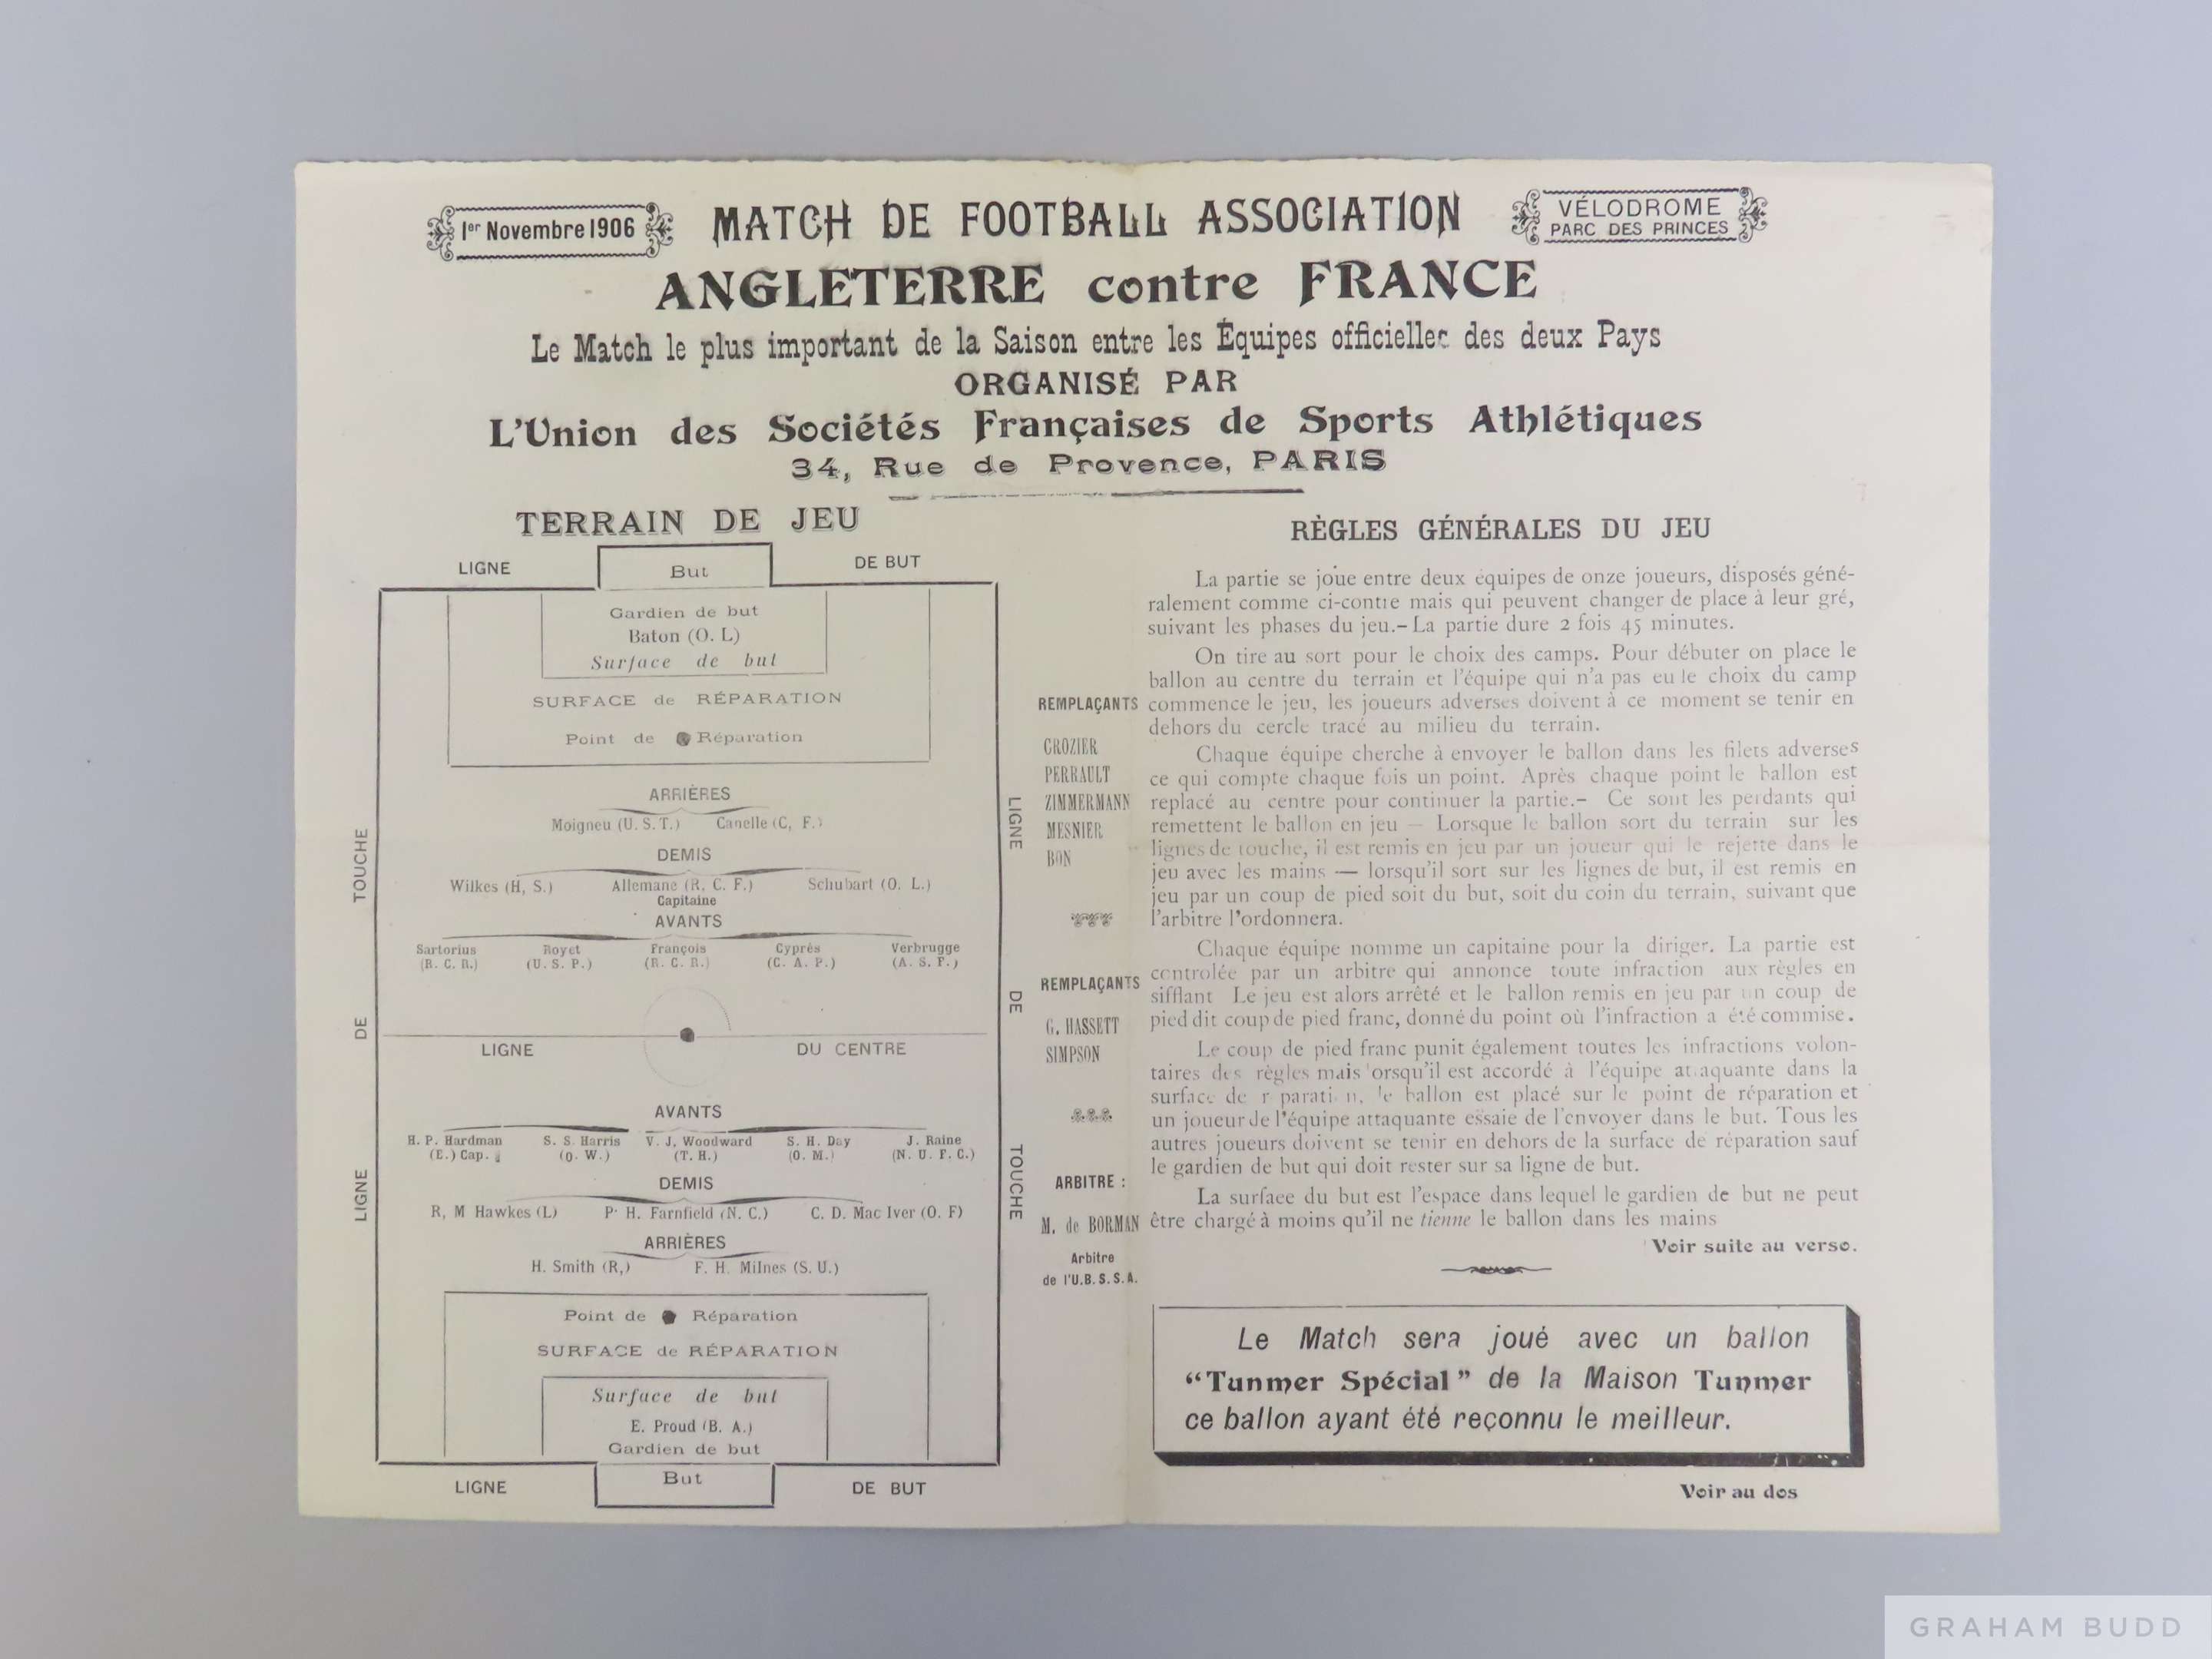 1er Novembre 1906
MATCH DE FOOTBALL ASSOCIATION
VÉLODROME
PARC DES PRINCES
ANGLETERRE contre FRANCE
Le Match le plus important de la Saison entre les Équipes officielles des deux Pays
ORGANISÉ PAR
L'Union des Sociétés Françaises de Sports Athlétiques
34, Rue de Provence, PARIS
TERRAIN DE JEU
LIGNE But DE BUT
Gardien de but
Baton (O. L)
Surface de but
SURFACE de RÉPARATION
Point de Réparation
ARRIÈRES
Moigneu (U. S. T.) Canelle (C, F.)
DEMIS
Wilkes (H, S.) Allemane (R, C. F.) Schubart (O. L.)
Capitaine
AVANTS
Sartorius Royet François Cyprés Verbrugge
(R. C. R.) (U. S. P.) (R. C. R.) (C. A. P.) (A. S. F.)
LIGNE DU CENTRE
AVANTS
H. P. Hardman S. S. Harris V. J, Woodward S. H. Day J. Raine
(E.) Cap. (O. W.) (T. H.) (O. M.) (N. U. F. C.)
DEMIS
R, M Hawkes (L) P. H. Farnfield (N. C.) C. D. Mac Iver (O. F)
ARRIÈRES
H. Smith (R,) F. H. Milnes (S. U.)
Point de Réparation
SURFACE de RÉPARATION
Surface de but
E. Proud (B. A.)
Gardien de but
LIGNE But DE BUT
LIGNE DE TOUCHE
LIGNE DE TOUCHE
REMPLAÇANTS
CROZIER
PERRAULT
ZIMMERMANN
MESNIER
BON
REMPLAÇANTS
G. HASSETT
SIMPSON
ARBITRE :
M. de BORMAN
Arbitre
de l'U.B.S.S.A.
RÈGLES GÉNÉRALES DU JEU
La partie se joue entre deux équipes de onze joueurs, disposés géné-
ralement comme ci-contre mais qui peuvent changer de place à leur gré,
suivant les phases du jeu.– La partie dure 2 fois 45 minutes.
On tire au sort pour le choix des camps. Pour débuter on place le
ballon au centre du terrain et l'équipe qui n'a pas eu le choix du camp
commence le jeu, les joueurs adverses doivent à ce moment se tenir en
dehors du cercle tracé au milieu du terrain.
Chaque équipe cherche à envoyer le ballon dans les filets adverses
ce qui compte chaque fois un point. Après chaque point le ballon est
replacé au centre pour continuer la partie.– Ce sont les perdants qui
remettent le ballon en jeu — Lorsque le ballon sort du terrain sur les
lignes de touche, il est remis en jeu par un joueur qui le rejette dans le
jeu avec les mains — lorsqu'il sort sur les lignes de but, il est remis en
jeu par un coup de pied soit du but, soit du coin du terrain, suivant que
l'arbitre l'ordonnera.
Chaque équipe nomme un capitaine pour la diriger. La partie est
controlée par un arbitre qui annonce toute infraction aux règles en
sifflant Le jeu est alors arrêté et le ballon remis en jeu par un coup de
pied dit coup de pied franc, donné du point où l'infraction a été commise.
Le coup de pied franc punit également toutes les infractions volon-
taires des règles mais lorsqu'il est accordé à l'équipe attaquante dans la
surface de réparation, le ballon est placé sur le point de réparation et
un joueur de l'équipe attaquante essaie de l'envoyer dans le but. Tous les
autres joueurs doivent se tenir en dehors de la surface de réparation sauf
le gardien de but qui doit rester sur sa ligne de but.
La surface du but est l'espace dans lequel le gardien de but ne peut
être chargé à moins qu'il ne tienne le ballon dans les mains
Voir suite au verso.
Le Match sera joué avec un ballon
“Tunmer Spécial” de la Maison Tunmer
ce ballon ayant été reçonnu le meilleur.
Voir au dos
GRAHAM BUDD